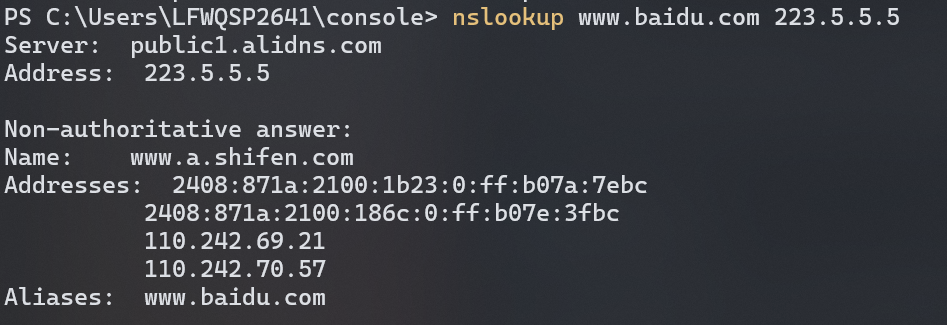 PS C:\Users\LFWQSP2641\console> nslookup www.baidu.com 223.5.5.5
Server:  public1.alidns.com
Address:  223.5.5.5

Non-authoritative answer:
Name:    www.a.shifen.com
Addresses:  2408:871a:2100:1b23:0:ff:b07a:7ebc
          2408:871a:2100:186c:0:ff:b07e:3fbc
          110.242.69.21
          110.242.70.57
Aliases:  www.baidu.com